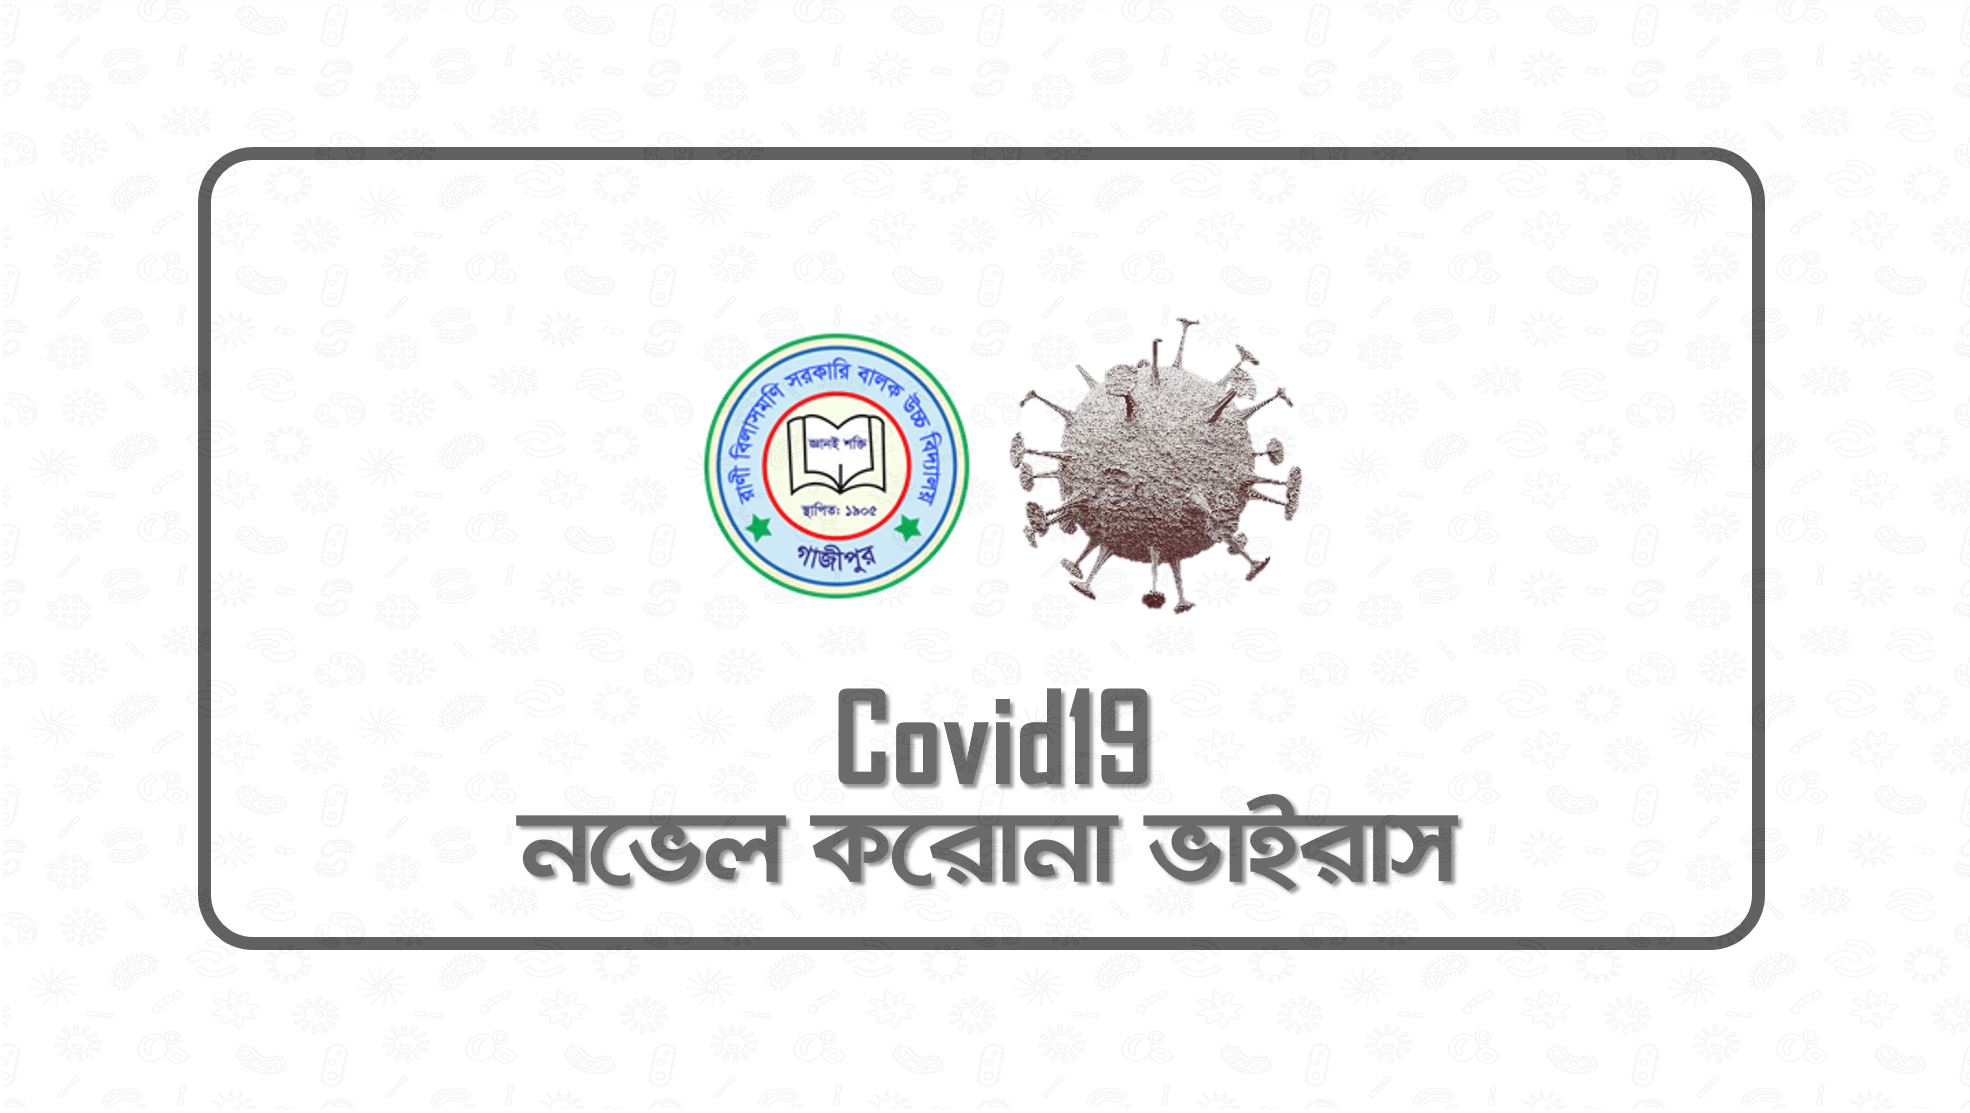 রাণী বিলাসমণি সরকারি বালক উচ্চ বিদ্যালয়
জ্ঞানই শক্তি
স্থাপিত: ১৯০৫
গাজীপুর
Covid19
নভেল করোনা ভাইরাস